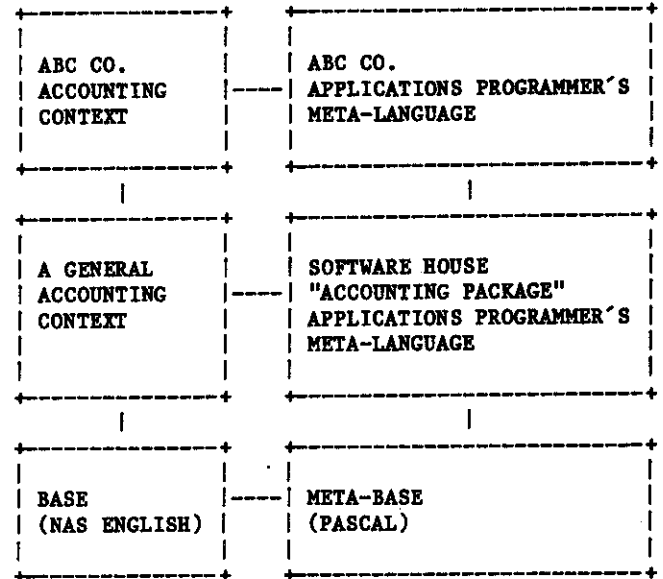 ABC CO.
ACCOUNTING
CONTEXT
ABC CO.
APPLICATIONS PROGRAMMER´S
META-LANGUAGE
A GENERAL
ACCOUNTING
CONTEXT
SOFTWARE HOUSE
"ACCOUNTING PACKAGE"
APPLICATIONS PROGRAMMER´S
META-LANGUAGE
BASE
(NAS ENGLISH)
META-BASE
(PASCAL)